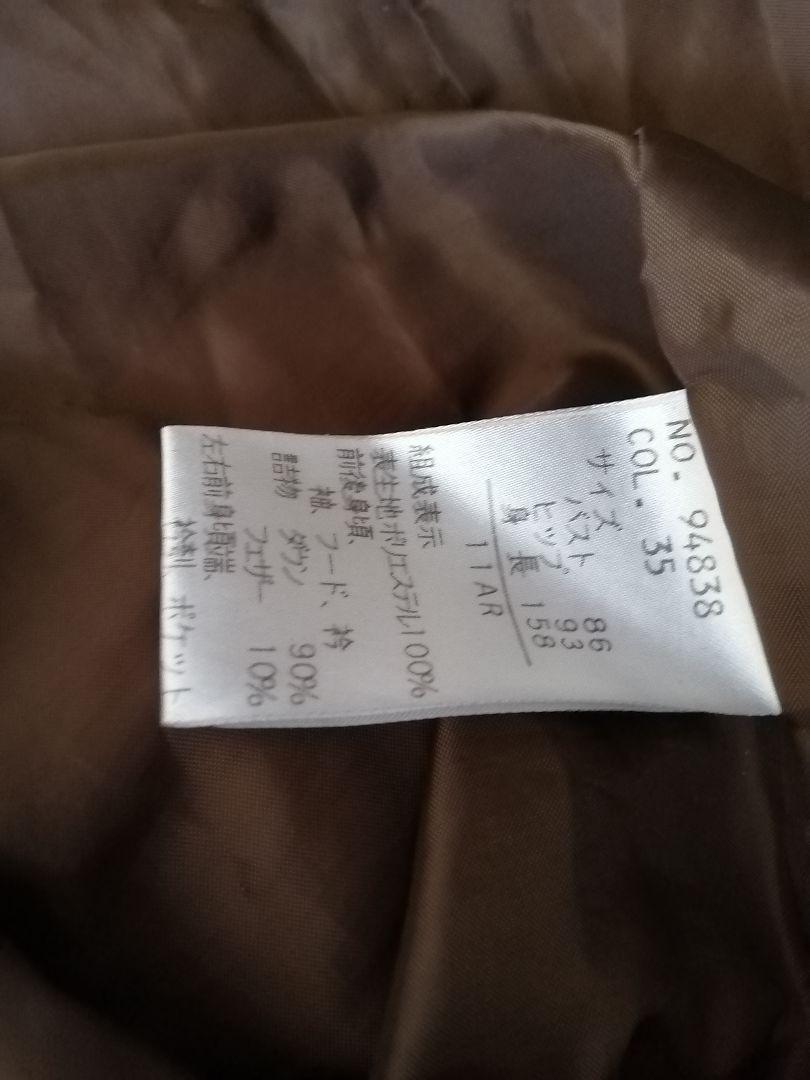 NO. 94838
COL. 35
サイズ
バスト 86
ヒップ 93
身長 158
11AR
組成表示
表生地 ポリエステル 100%
前後身頃、
袖、フード、衿
詰物 ダウン 90%
フェザー 10%
左右前身頃端、
ポケット